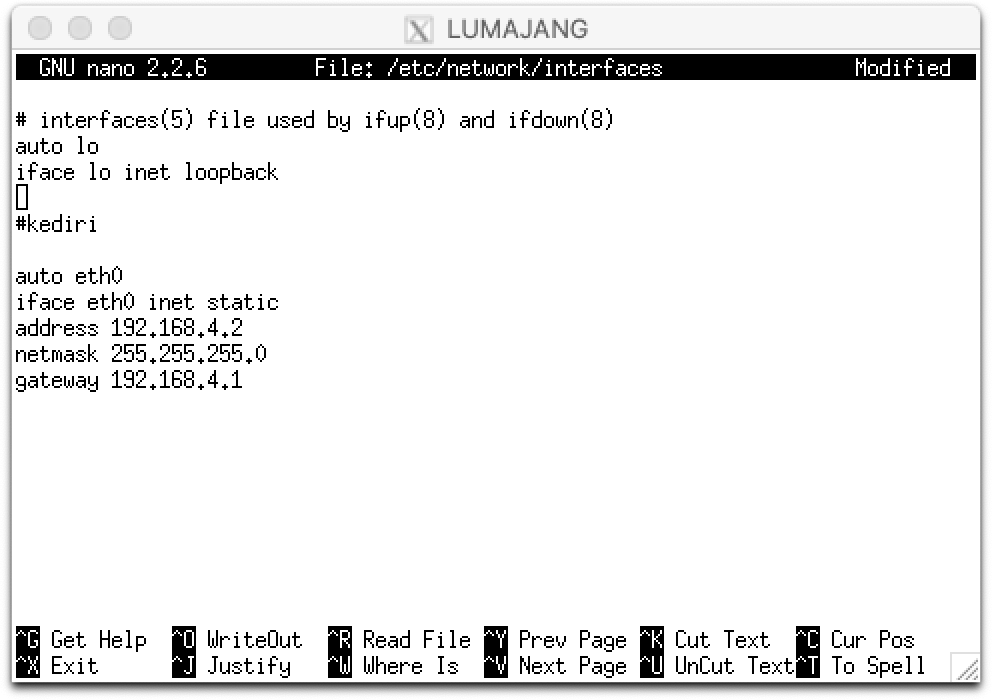 LUMAJANG
GNU nano 2.2.6 File: /etc/network/interfaces Modified
# interfaces(5) file used by ifup(8) and ifdown(8)
auto lo
iface lo inet loopback
#kediri
auto eth0
iface eth0 inet static
address 192.168.4.2
netmask 255.255.255.0
gateway 192.168.4.1
^G Get Help ^O WriteOut ^R Read File ^Y Prev Page ^K Cut Text ^C Cur Pos
^X Exit ^J Justify ^W Where Is ^V Next Page ^U UnCut Text ^T To Spell